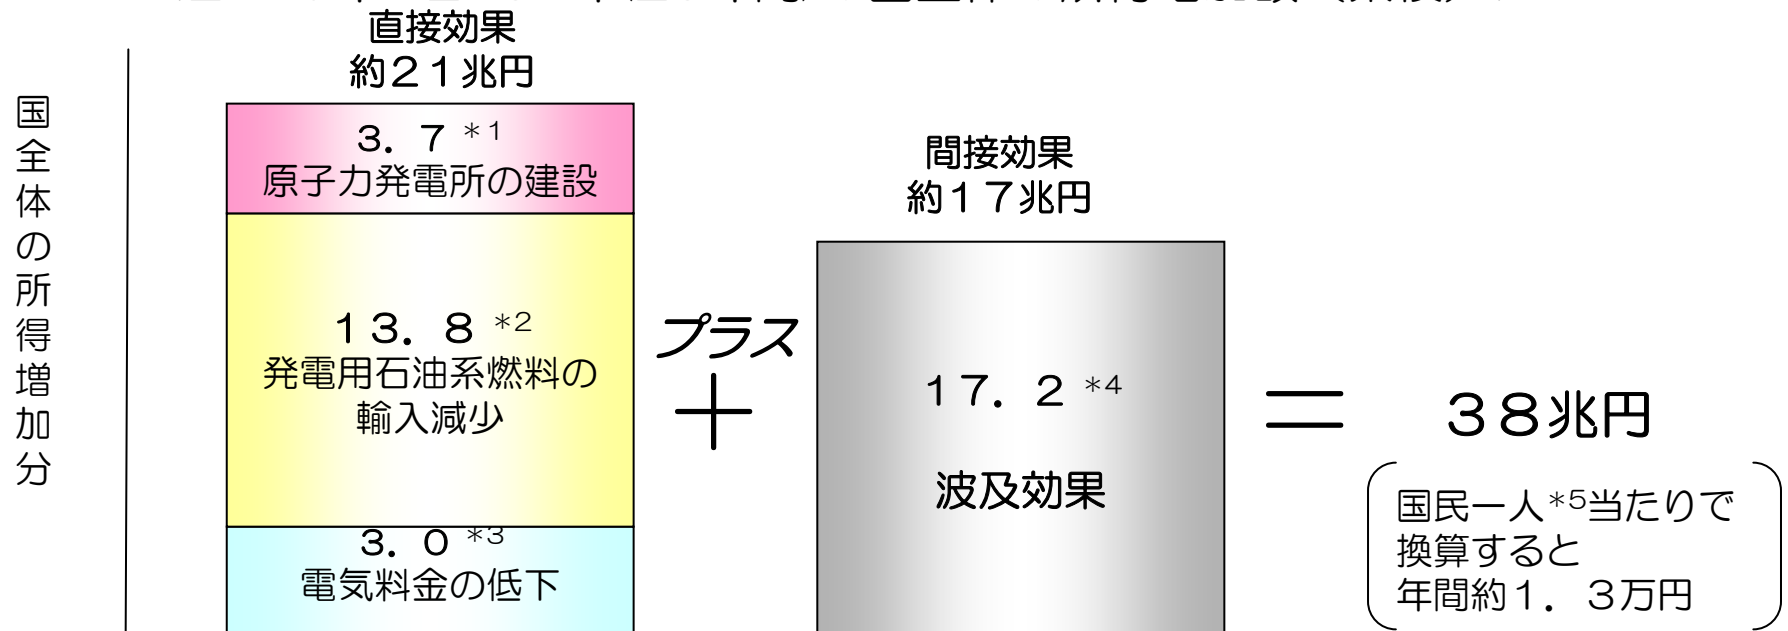 直接効果
約２１兆円
国全体の所得増加分
３．７ *1
原子力発電所の建設
間接効果
約１７兆円
１３．８ *2
発電用石油系燃料の
輸入減少
プラス
＋
１７．２ *4
波及効果
＝
３８兆円
国民一人*5当たりで
換算すると
年間約１．３万円
３．０ *3
電気料金の低下